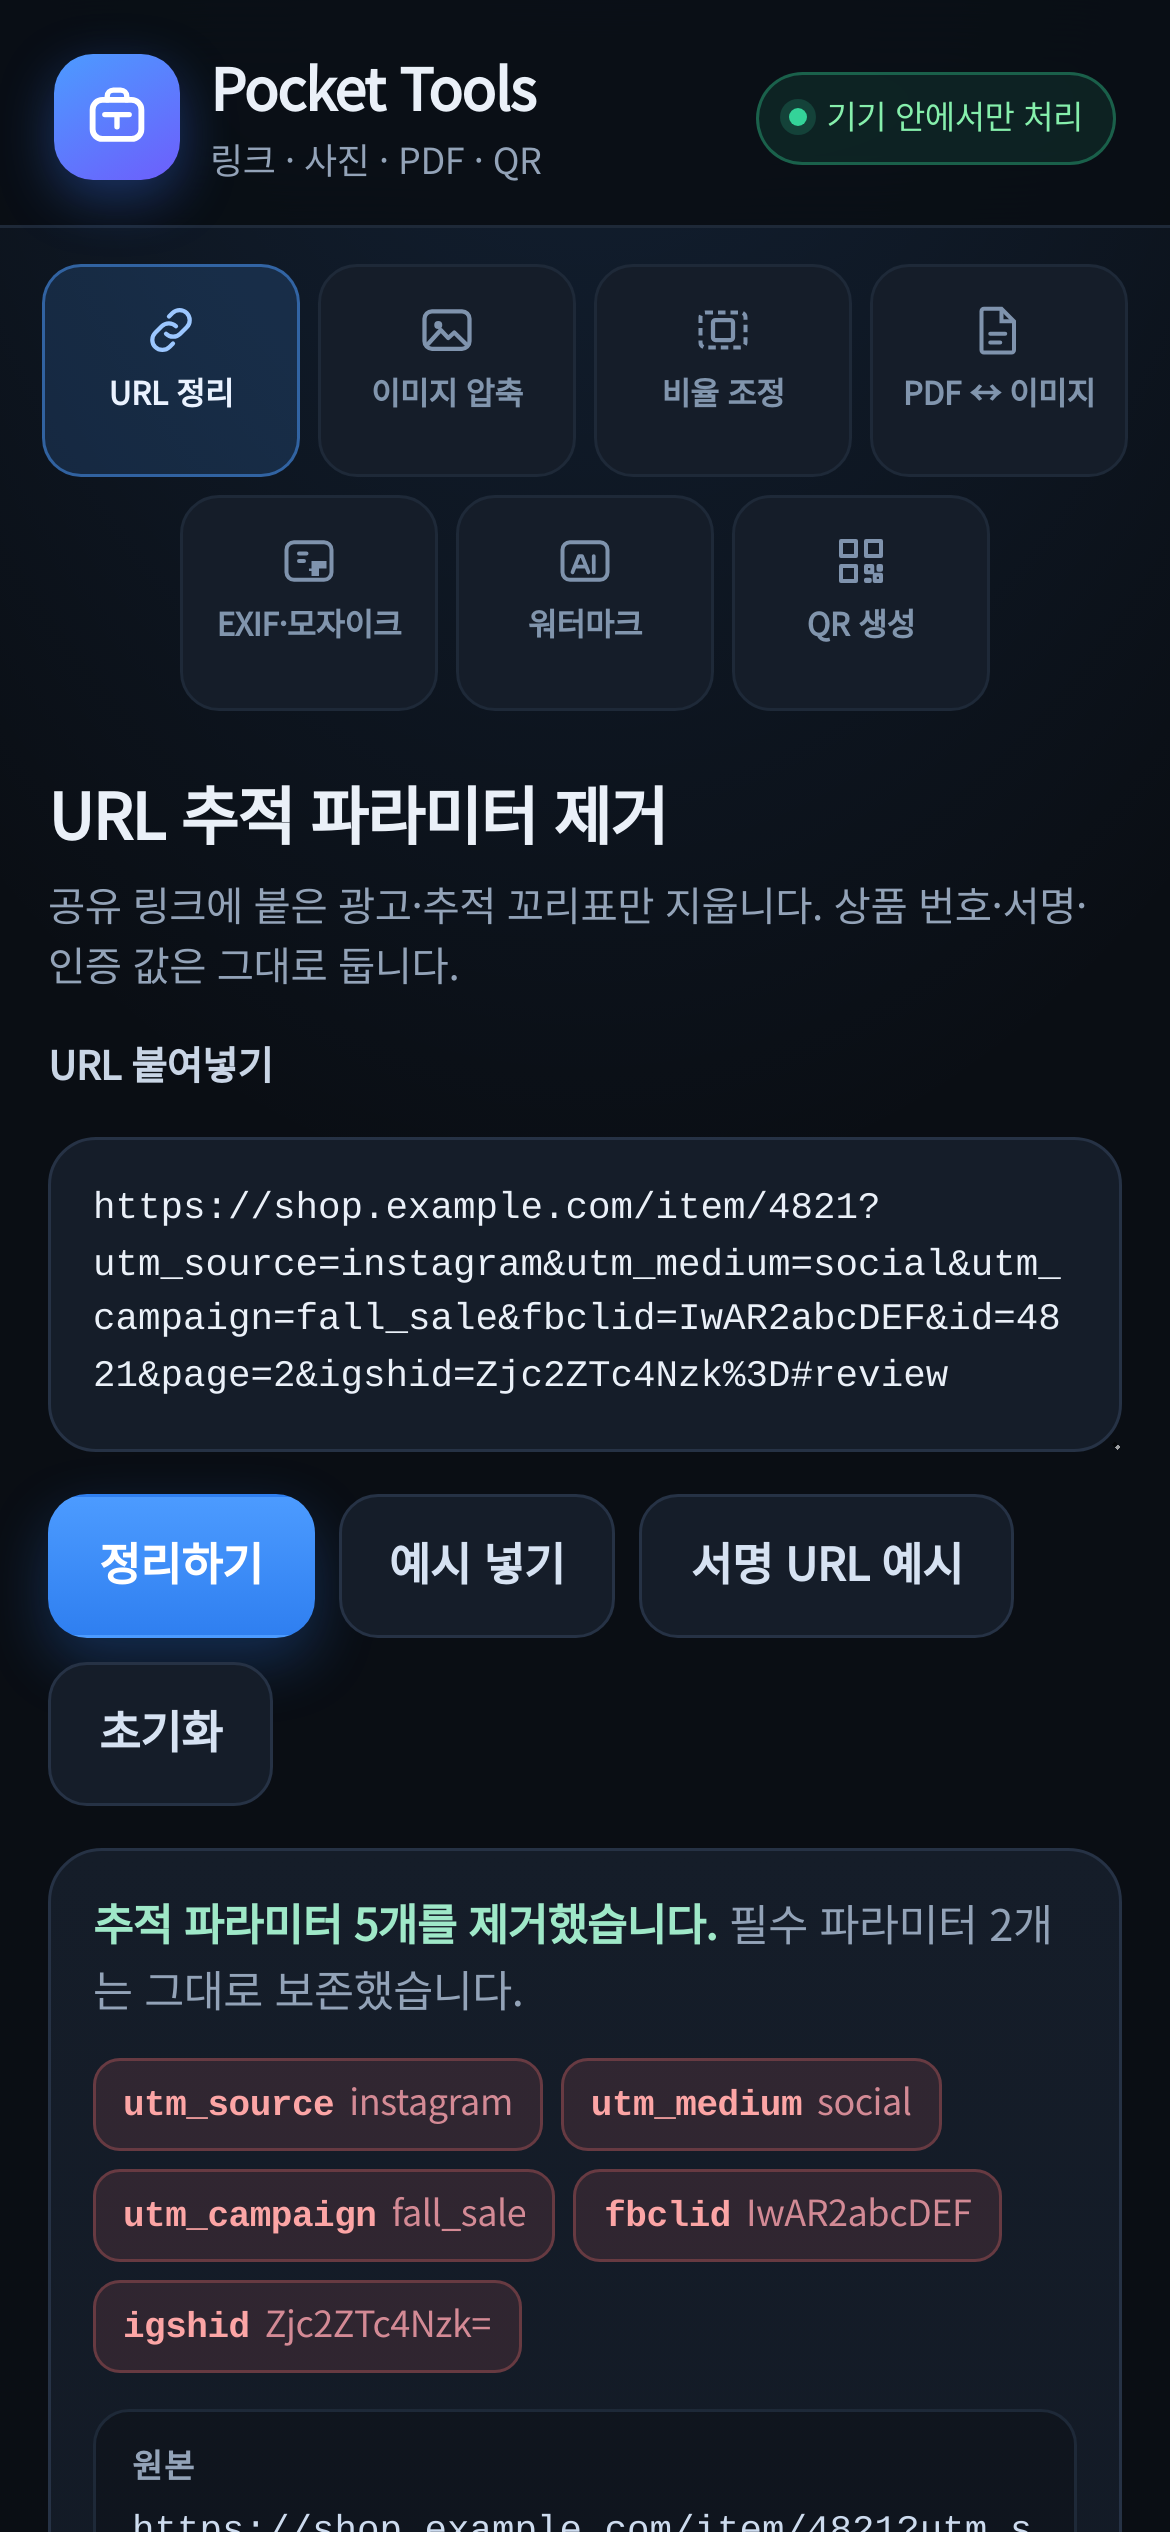 Pocket Tools
링크 · 사진 · PDF · QR
기기 안에서만 처리
URL 정리
이미지 압축
비율 조정
PDF ↔ 이미지
EXIF·모자이크
AI
워터마크
QR 생성
URL 추적 파라미터 제거
공유 링크에 붙은 광고·추적 꼬리표만 지웁니다. 상품 번호·서명·
인증 값은 그대로 둡니다.
URL 붙여넣기
https://shop.example.com/item/4821?
utm_source=instagram&utm_medium=social&utm_
campaign=fall_sale&fbclid=IwAR2abcDEF&id=48
21&page=2&igshid=Zjc2ZTc4Nzk%3D#review
정리하기
예시 넣기
서명 URL 예시
초기화
추적 파라미터 5개를 제거했습니다. 필수 파라미터 2개
는 그대로 보존했습니다.
utm_source instagram
utm_medium social
utm_campaign fall_sale
fbclid IwAR2abcDEF
igshid Zjc2ZTc4Nzk=
원본
https://shop.example.com/item/4821?utm_s